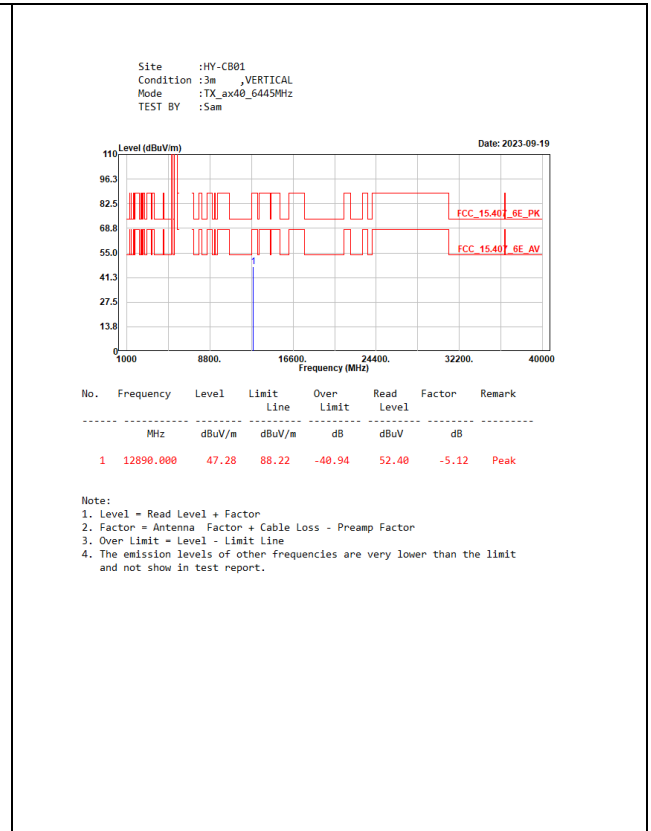 Site :HY-CB01
Condition :3m ,VERTICAL
Mode :TX_ax40_6445MHz
TEST BY :Sam
Level (dBuV/m) Date: 2023-09-19
110
96.3
82.5
68.8
55.0
41.3
27.5
13.8
0
FCC_15.407_6E_PK
FCC_15.407_6E_AV
1
1000 8800. 16600. 24400. 32200. 40000
Frequency (MHz)
No. Frequency Level Limit Over Read Factor Remark
Line Limit Level
------ ----------- -------- -------- --------- --------- -------- ---------
MHz dBuV/m dBuV/m dB dBuV dB
1 12890.000 47.28 88.22 -40.94 52.40 -5.12 Peak
Note:
1. Level = Read Level + Factor
2. Factor = Antenna Factor + Cable Loss - Preamp Factor
3. Over Limit = Level - Limit Line
4. The emission levels of other frequencies are very lower than the limit
and not show in test report.